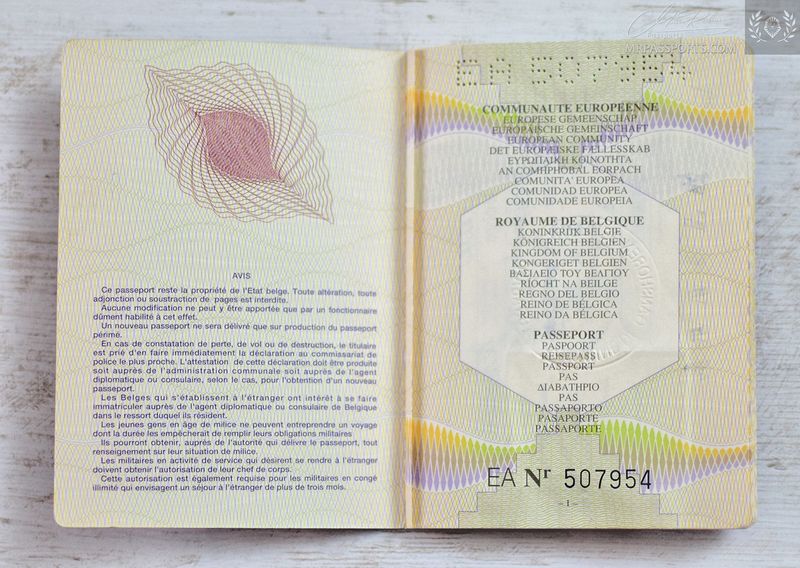 MRPASSPORTS.COM
AVIS
Ce passeport reste la propriété de l'Etat belge. Toute altération, toute
adjonction ou soustraction de pages est interdite.
Aucune modification ne peut y être apportée que par un fonctionnaire
dûment habilité à cet effet.
Un nouveau passeport ne sera délivré que sur production du passeport
périmé.
En cas de constatation de perte, de vol ou de destruction, le titulaire
est prié d'en faire immédiatement la déclaration au commissariat de
police le plus proche. L'attestation de cette déclaration doit être produite
soit auprès de l'administration communale soit auprès de l'agent
diplomatique ou consulaire, selon le cas, pour l'obtention d'un nouveau
passeport.
Les Belges qui s'établissent à l'étranger ont intérêt à se faire
immatriculer auprès de l'agent diplomatique ou consulaire de Belgique
dans le ressort duquel ils résident.
Les jeunes gens en âge de milice ne peuvent entreprendre un voyage
dont la durée les empêcherait de remplir leurs obligations militaires
Ils pourront obtenir, auprès de l'autorité qui délivre le passeport, tout
renseignement sur leur situation de milice.
Les militaires en activité de service qui désirent se rendre à l'étranger
doivent obtenir l'autorisation de leur chef de corps.
Cette autorisation est également requise pour les militaires en congé
illimité qui envisagent un séjour à l'étranger de plus de trois mois.
EA 507954
COMMUNAUTE EUROPEENNE
EUROPESE GEMEENSCHAP
EUROPÄISCHE GEMEINSCHAFT
EUROPEAN COMMUNITY
DET EUROPÆISKE FÆLLESSKAB
ΕΥΡΩΠΑΙΚΗ ΚΟΙΝΟΤΗΤΑ
AN COMHPHOBAL EORPACH
COMUNITA' EUROPEA
COMUNIDAD EUROPEA
COMUNIDADE EUROPEIA
ROYAUME DE BELGIQUE
KONINKRIJK BELGIE
KÖNIGREICH BELGIEN
KINGDOM OF BELGIUM
KONGERIGET BELGIEN
ΒΑΣΙΛΕΙΟ ΤΟΥ ΒΕΛΓΙΟΥ
RÍOCHT NA BEILGE
REGNO DEL BELGIO
REINO DE BÉLGICA
REINO DA BÉLGICA
PASSEPORT
PASPOORT
REISEPASS
PASSPORT
PAS
ΔΙΑΒΑΤΗΡΙΟ
PAS
PASSAPORTO
PASAPORTE
PASSAPORTE
EA Nr 507954
– 1 –